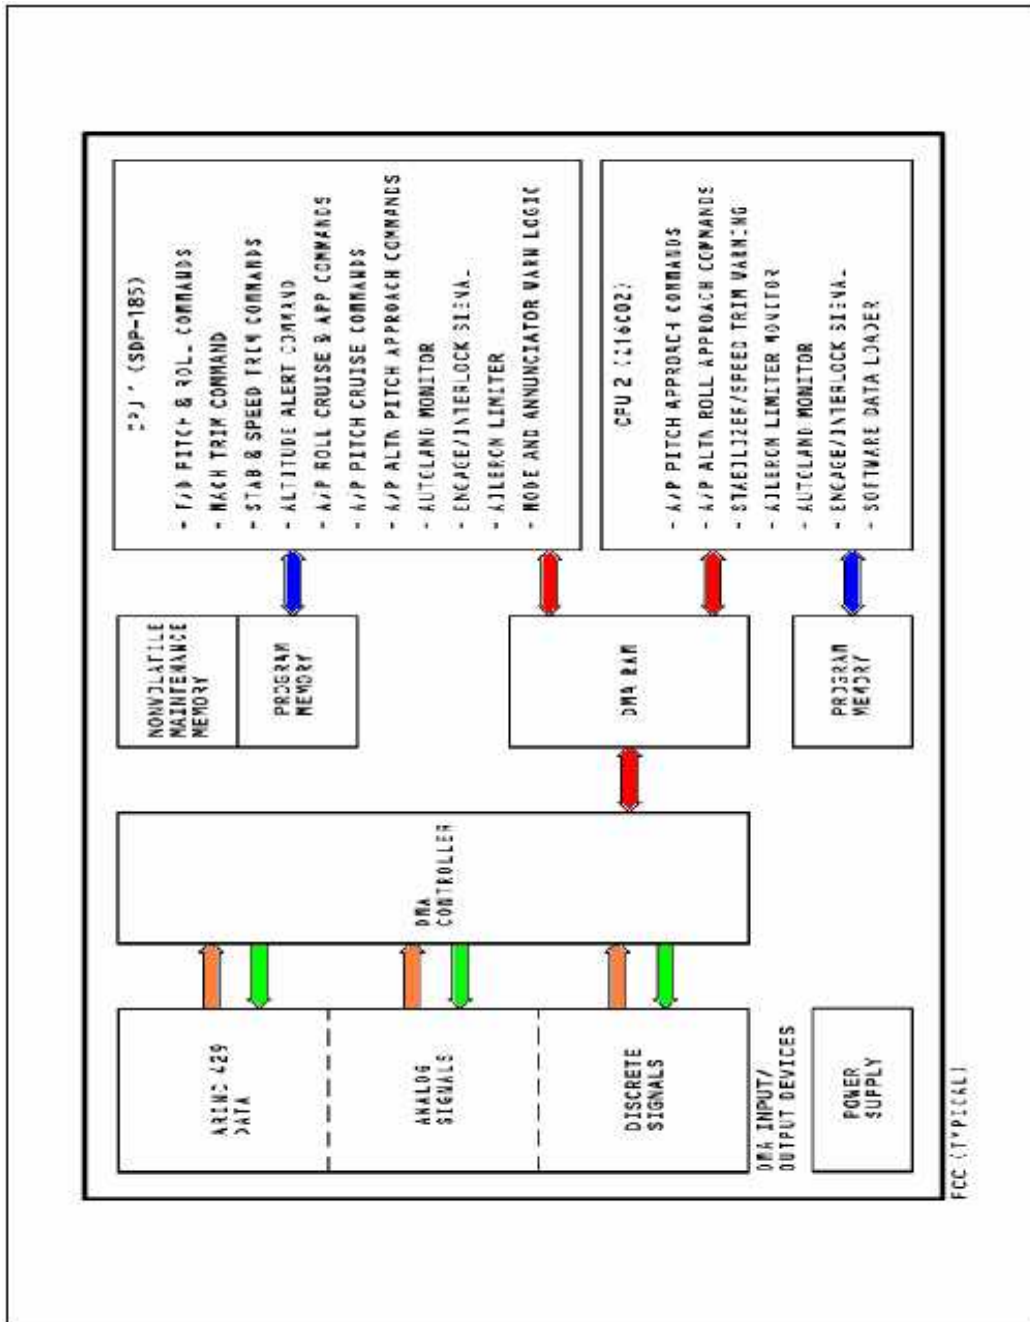 ARINC 429
DATA
ANALOG
SIGNALS
DISCRETE
SIGNALS
DMA INPUT/
OUTPUT DEVICES
POWER
SUPPLY
DMA
CONTROLLER
NONVOLATILE
MAINTENANCE
MEMORY
PROGRAM
MEMORY
DMA RAM
PROGRAM
MEMORY
CPU 1 (SDP-185)
- F/D PITCH & ROLL COMMANDS
- MACH TRIM COMMAND
- STAB & SPEED TRIM COMMANDS
- ALTITUDE ALERT COMMAND
- A/P ROLL CRUISE & APP COMMANDS
- A/P PITCH CRUISE COMMANDS
- A/P ALTN PITCH APPROACH COMMANDS
- AUTOLAND MONITOR
- ENGAGE/INTERLOCK SIGNAL
- AILERON LIMITER
- MODE AND ANNUNCIATOR WARN LOGIC
CPU 2
- A/P PITCH APPROACH COMMANDS
- A/P ALTN ROLL APPROACH COMMANDS
- STABILIZER/SPEED TRIM WARNING
- AILERON LIMITER MONITOR
- AUTOLAND MONITOR
- ENGAGE/INTERLOCK SIGNAL
- SOFTWARE DATA LOADER
FCC (TYPICAL)